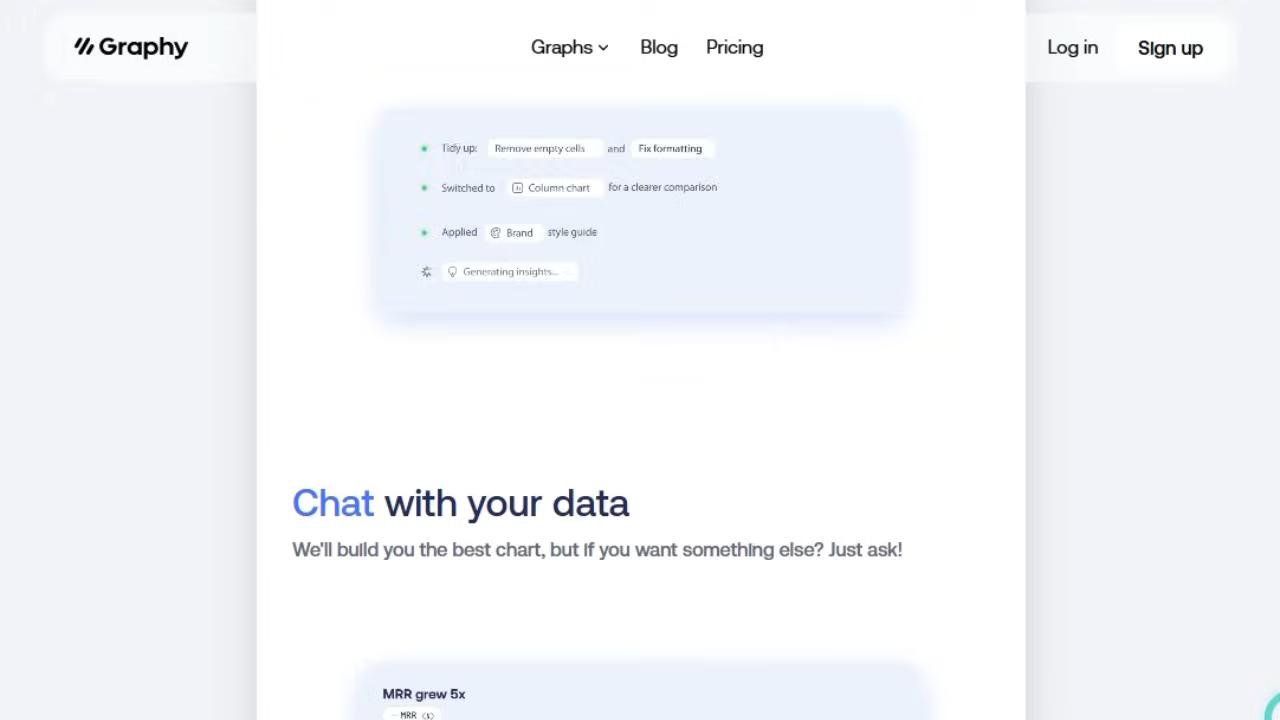 Graphy
Graphs
Blog
Pricing
Log in
Sign up
Tidy up: Remove empty cells and Fix formatting
Switched to Column chart for a clearer comparison
Applied Brand style guide
Generating insights...
Chat with your data
We'll build you the best chart, but if you want something else? Just ask!
MRR grew 5x
MRR ($)